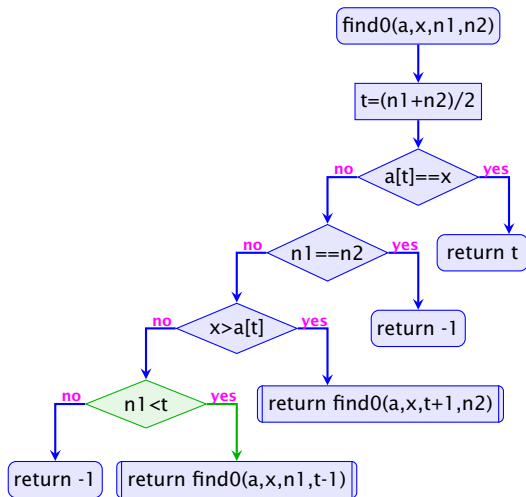 find0(a,x,n1,n2)
t=(n1+n2)/2
a[t]==x
no
yes
return t
n1==n2
no
yes
return -1
x>a[t]
no
yes
return find0(a,x,t+1,n2)
n1<t
no
yes
return -1
return find0(a,x,n1,t-1)